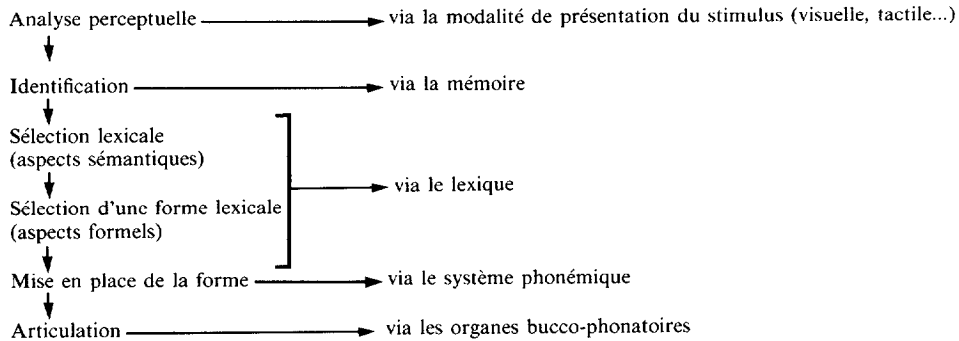 Analyse perceptuelle via la modalité de présentation du stimulus (visuelle, tactile...)
Identification via la mémoire
Sélection lexicale
(aspects sémantiques)
via le lexique
Sélection d'une forme lexicale
(aspects formels)
Mise en place de la forme via le système phonémique
Articulation via les organes bucco-phonatoires